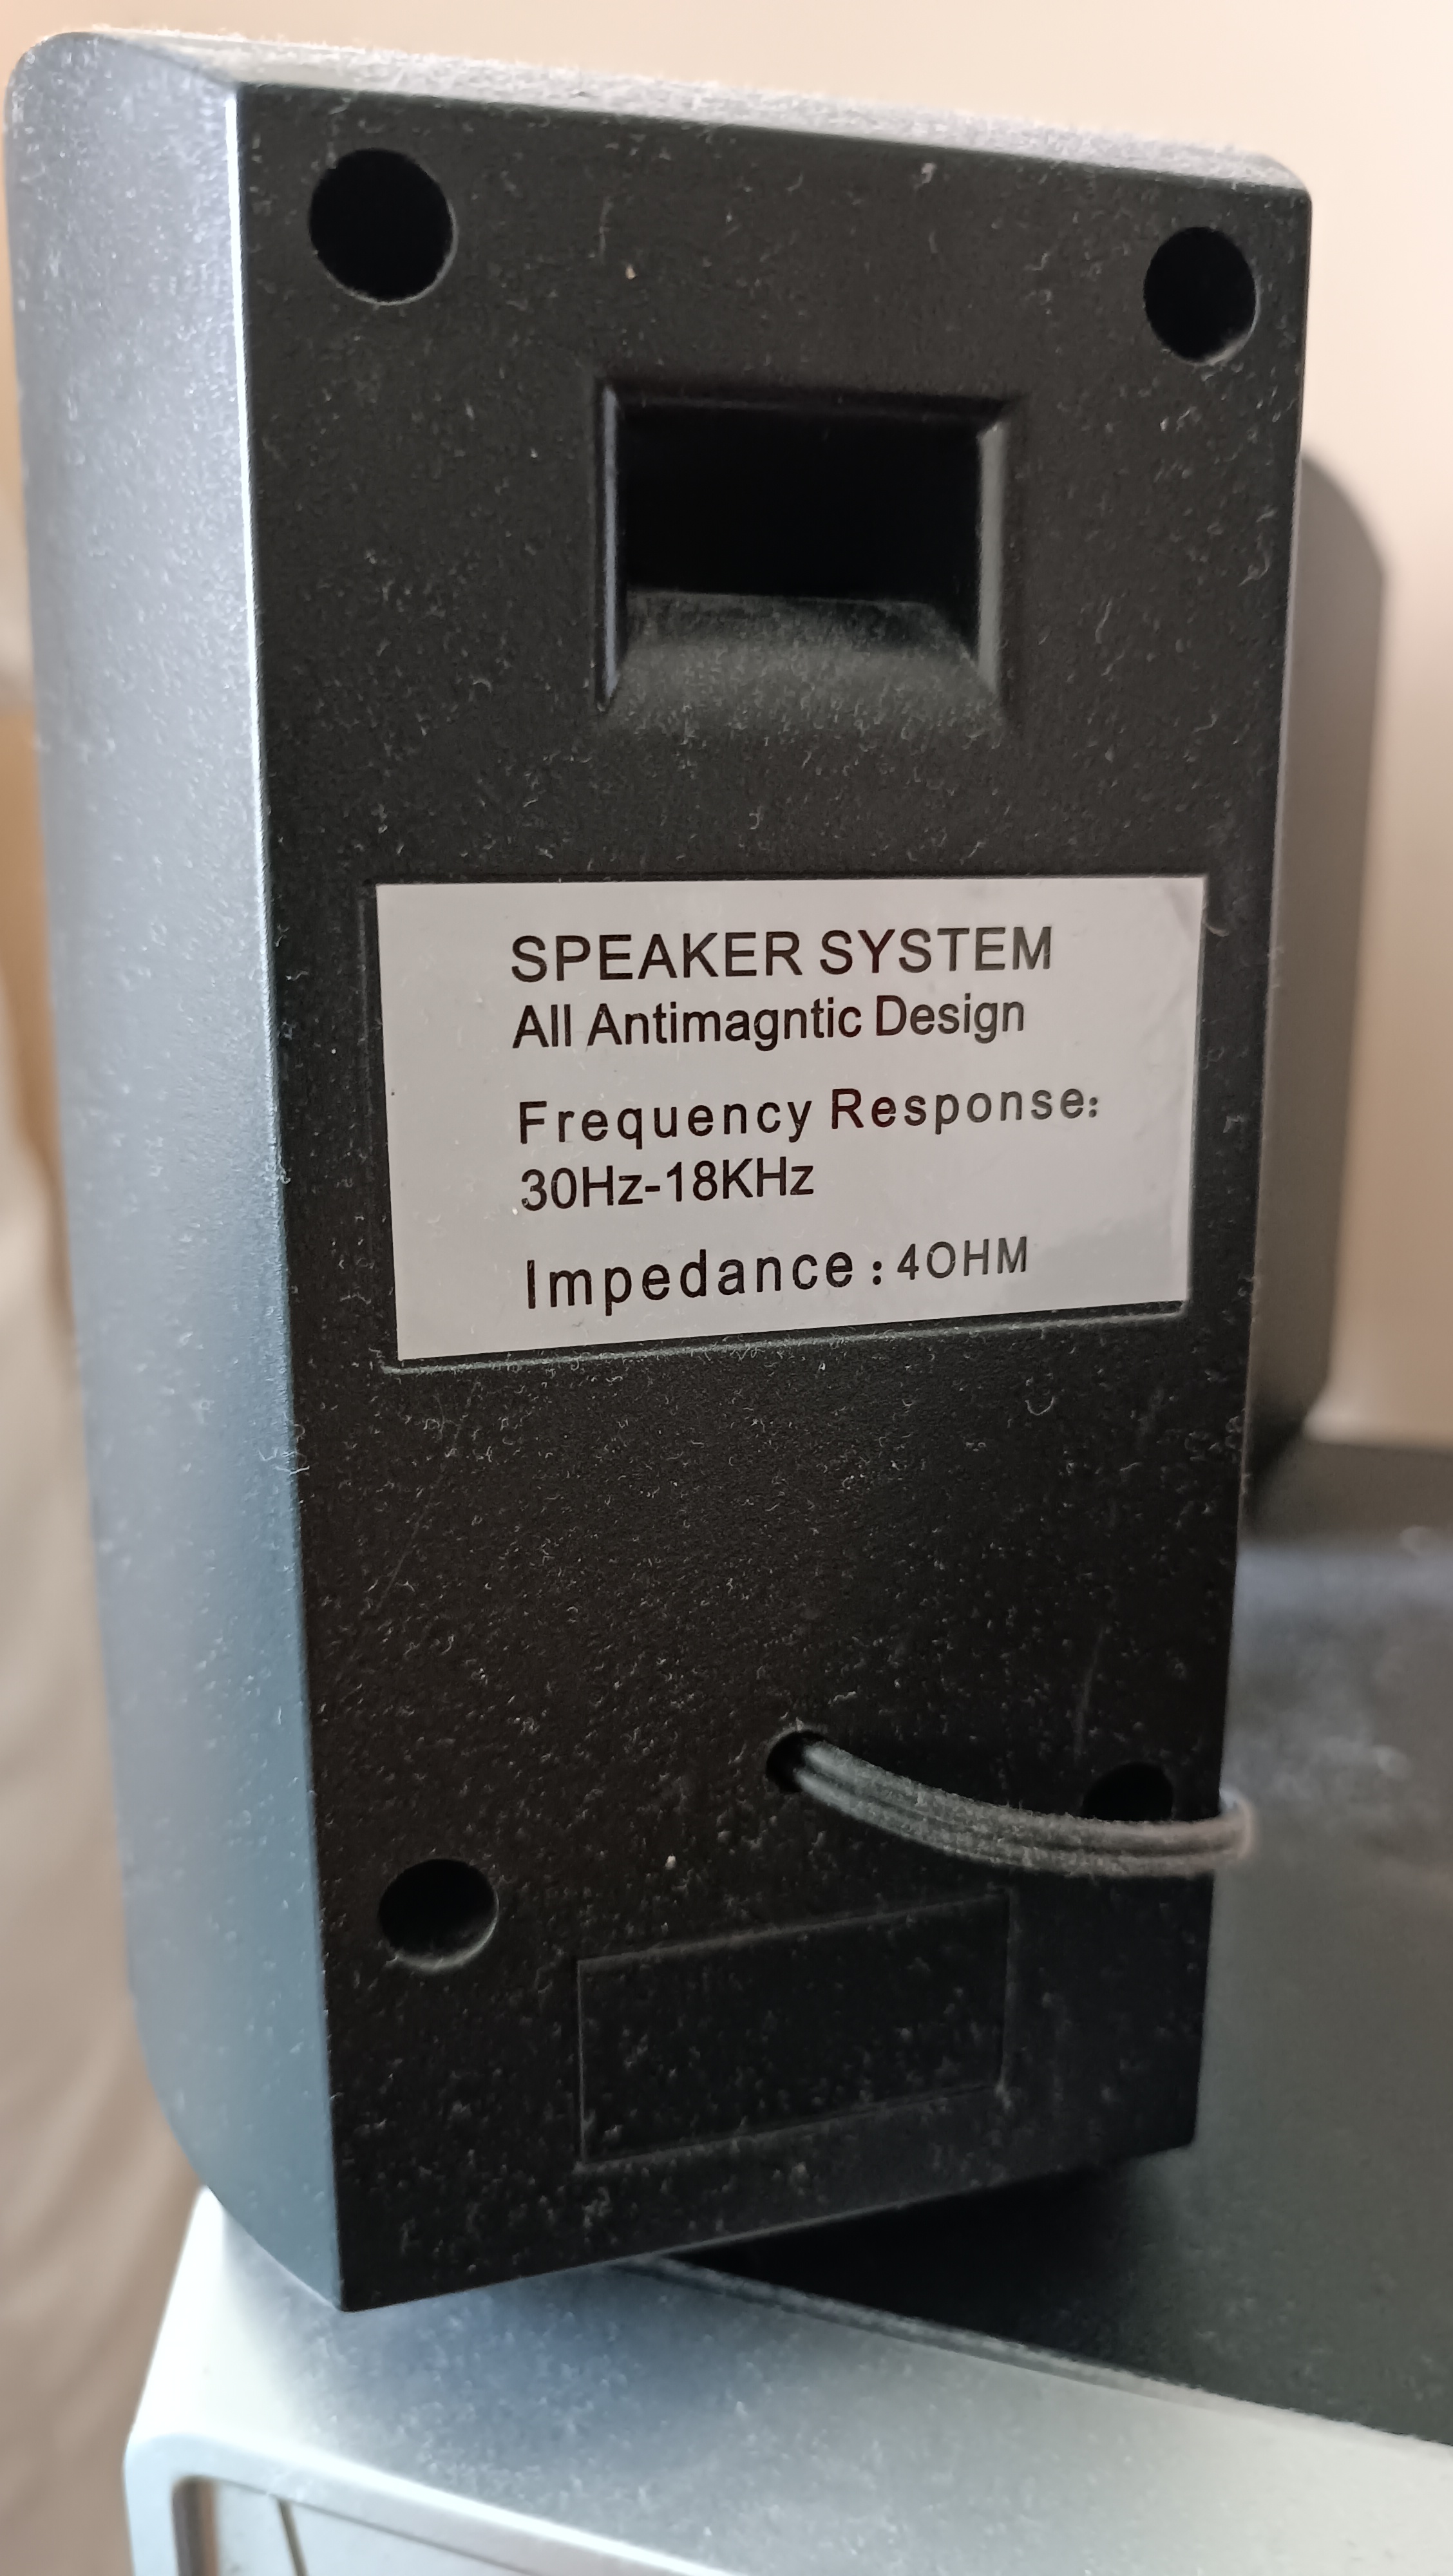 SPEAKER SYSTEM
All Antimagntic Design
Frequency Response:
30Hz-18KHz
Impedance : 4OHM